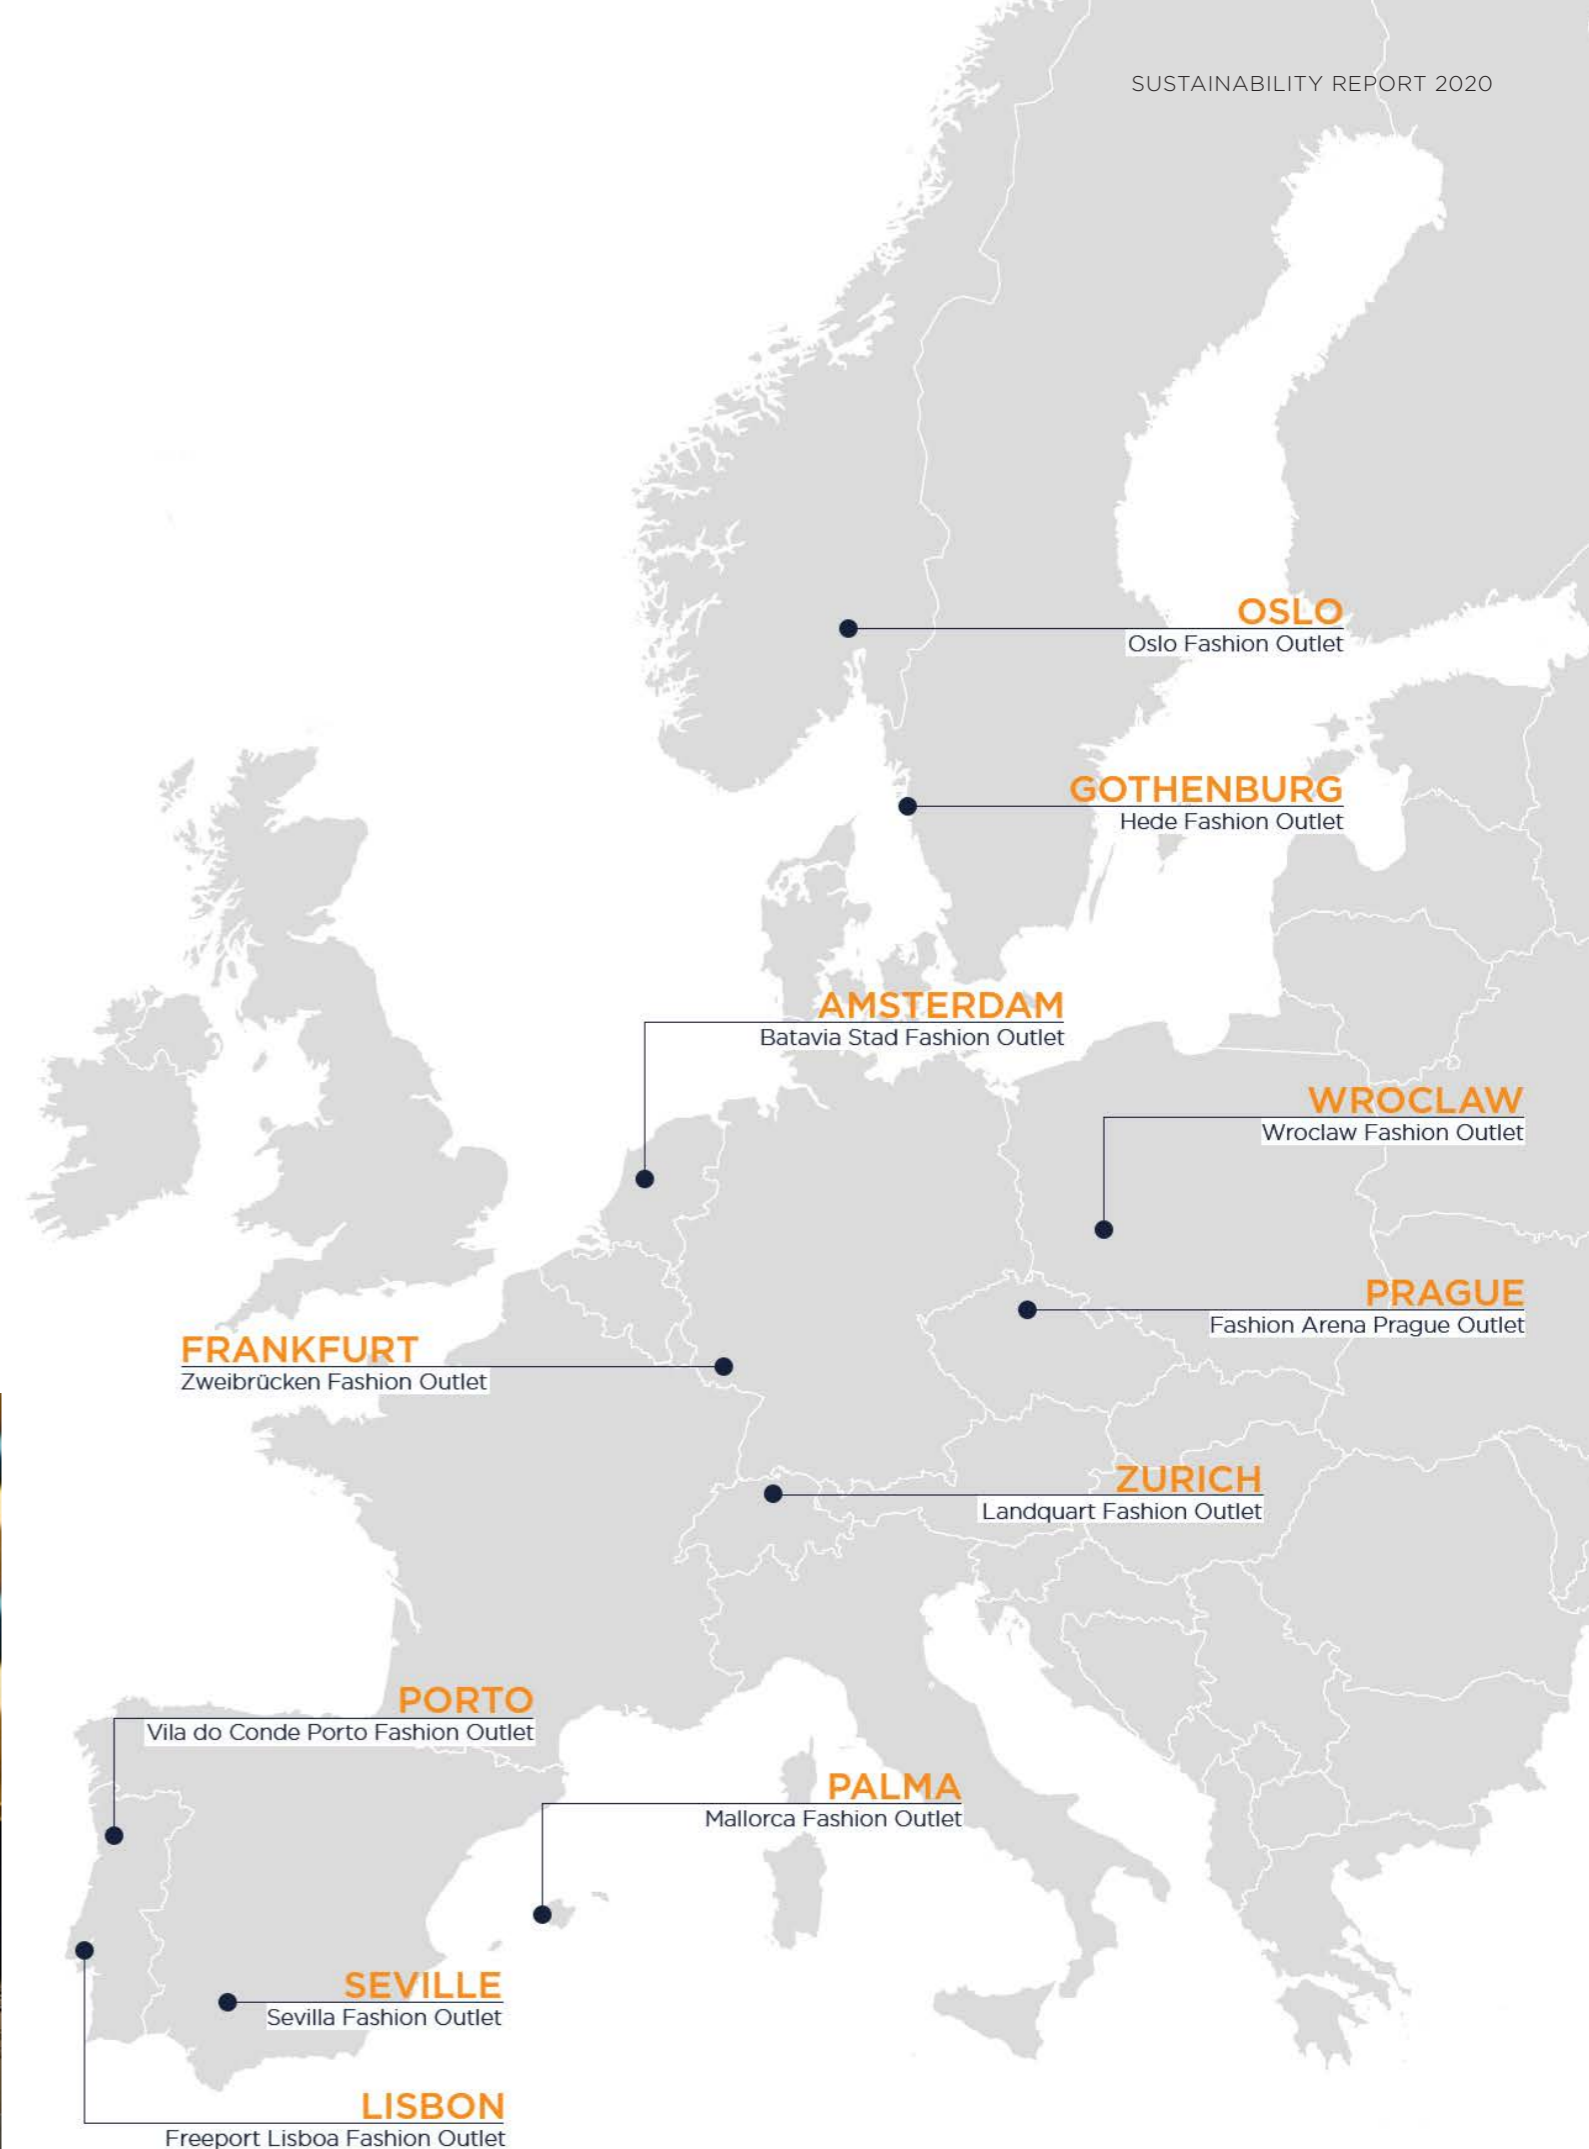 SUSTAINABILITY REPORT 2020
OSLO
Oslo Fashion Outlet
GOTHENBURG
Hede Fashion Outlet
AMSTERDAM
Batavia Stad Fashion Outlet
WROCLAW
Wroclaw Fashion Outlet
PRAGUE
Fashion Arena Prague Outlet
FRANKFURT
Zweibrücken Fashion Outlet
ZURICH
Landquart Fashion Outlet
PORTO
Vila do Conde Porto Fashion Outlet
PALMA
Mallorca Fashion Outlet
SEVILLE
Sevilla Fashion Outlet
LISBON
Freeport Lisboa Fashion Outlet